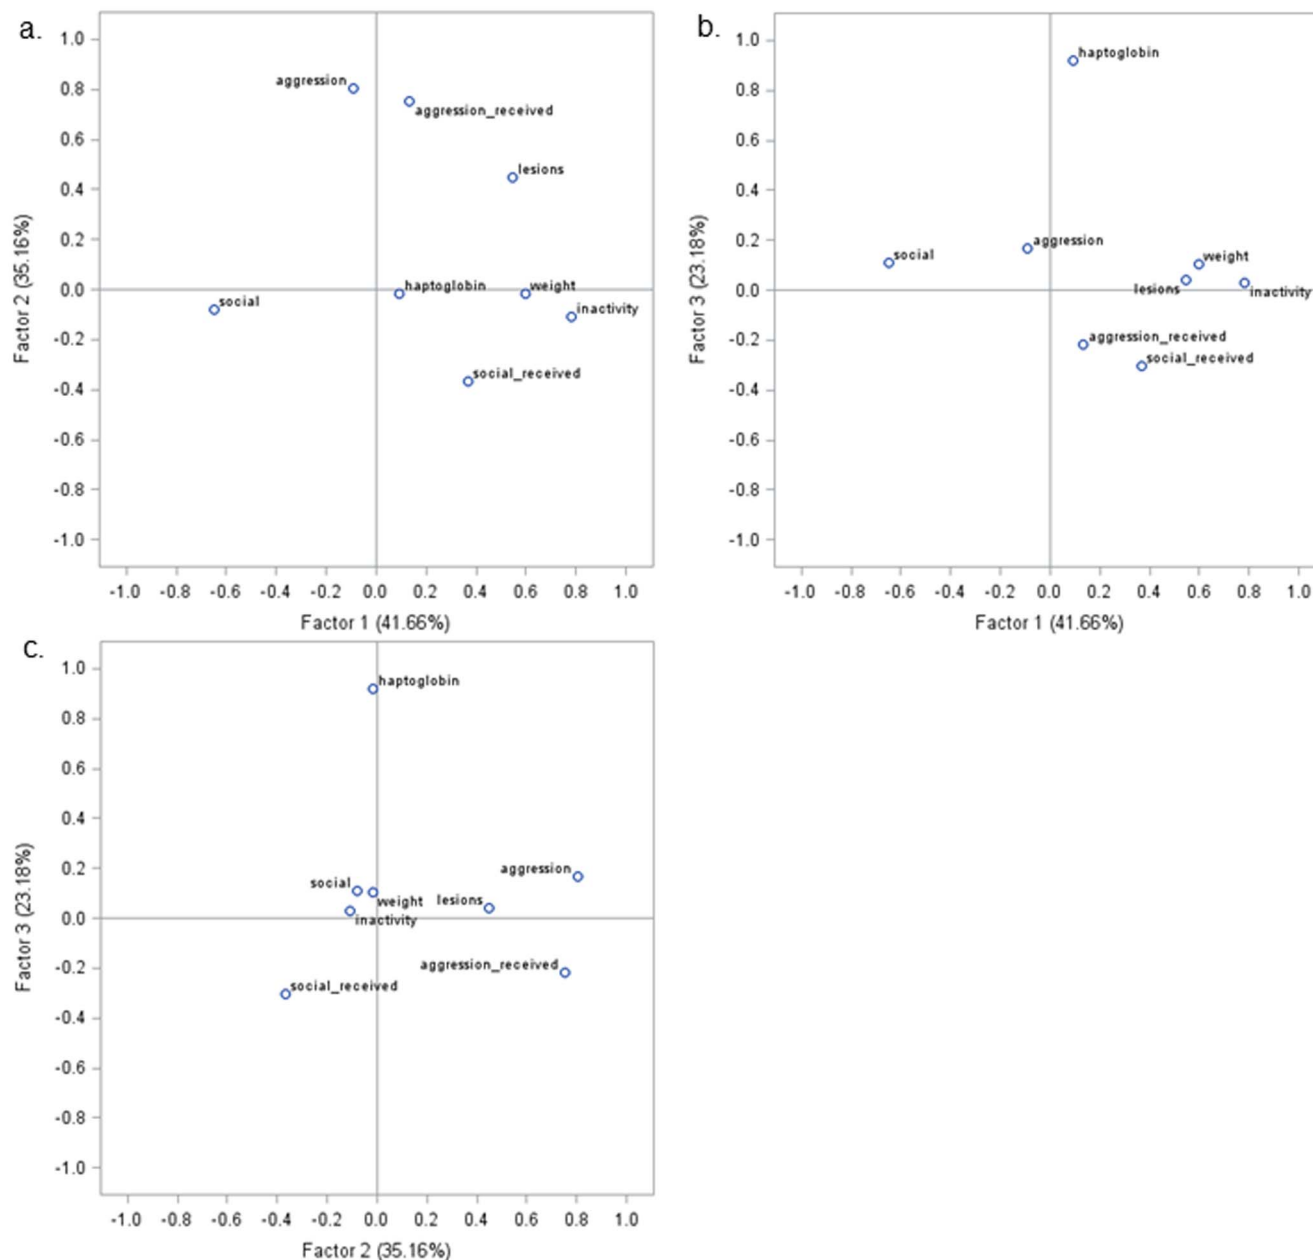 a.
1.0
0.8
0.6
0.4
0.2
0.0
-0.2
-0.4
-0.6
-0.8
-1.0
Factor 2 (35.16%)
aggression
aggression_received
lesions
haptoglobin
weight
social
inactivity
social_received
-1.0 -0.8 -0.6 -0.4 -0.2 0.0 0.2 0.4 0.6 0.8 1.0
Factor 1 (41.66%)
b.
1.0
0.8
0.6
0.4
0.2
0.0
-0.2
-0.4
-0.6
-0.8
-1.0
Factor 3 (23.18%)
haptoglobin
aggression
social
weight
lesions
inactivity
aggression_received
social_received
-1.0 -0.8 -0.6 -0.4 -0.2 0.0 0.2 0.4 0.6 0.8 1.0
Factor 1 (41.66%)
c.
1.0
0.8
0.6
0.4
0.2
0.0
-0.2
-0.4
-0.6
-0.8
-1.0
Factor 3 (23.18%)
haptoglobin
aggression
social
weight
lesions
inactivity
aggression_received
social_received
-1.0 -0.8 -0.6 -0.4 -0.2 0.0 0.2 0.4 0.6 0.8 1.0
Factor 2 (35.16%)